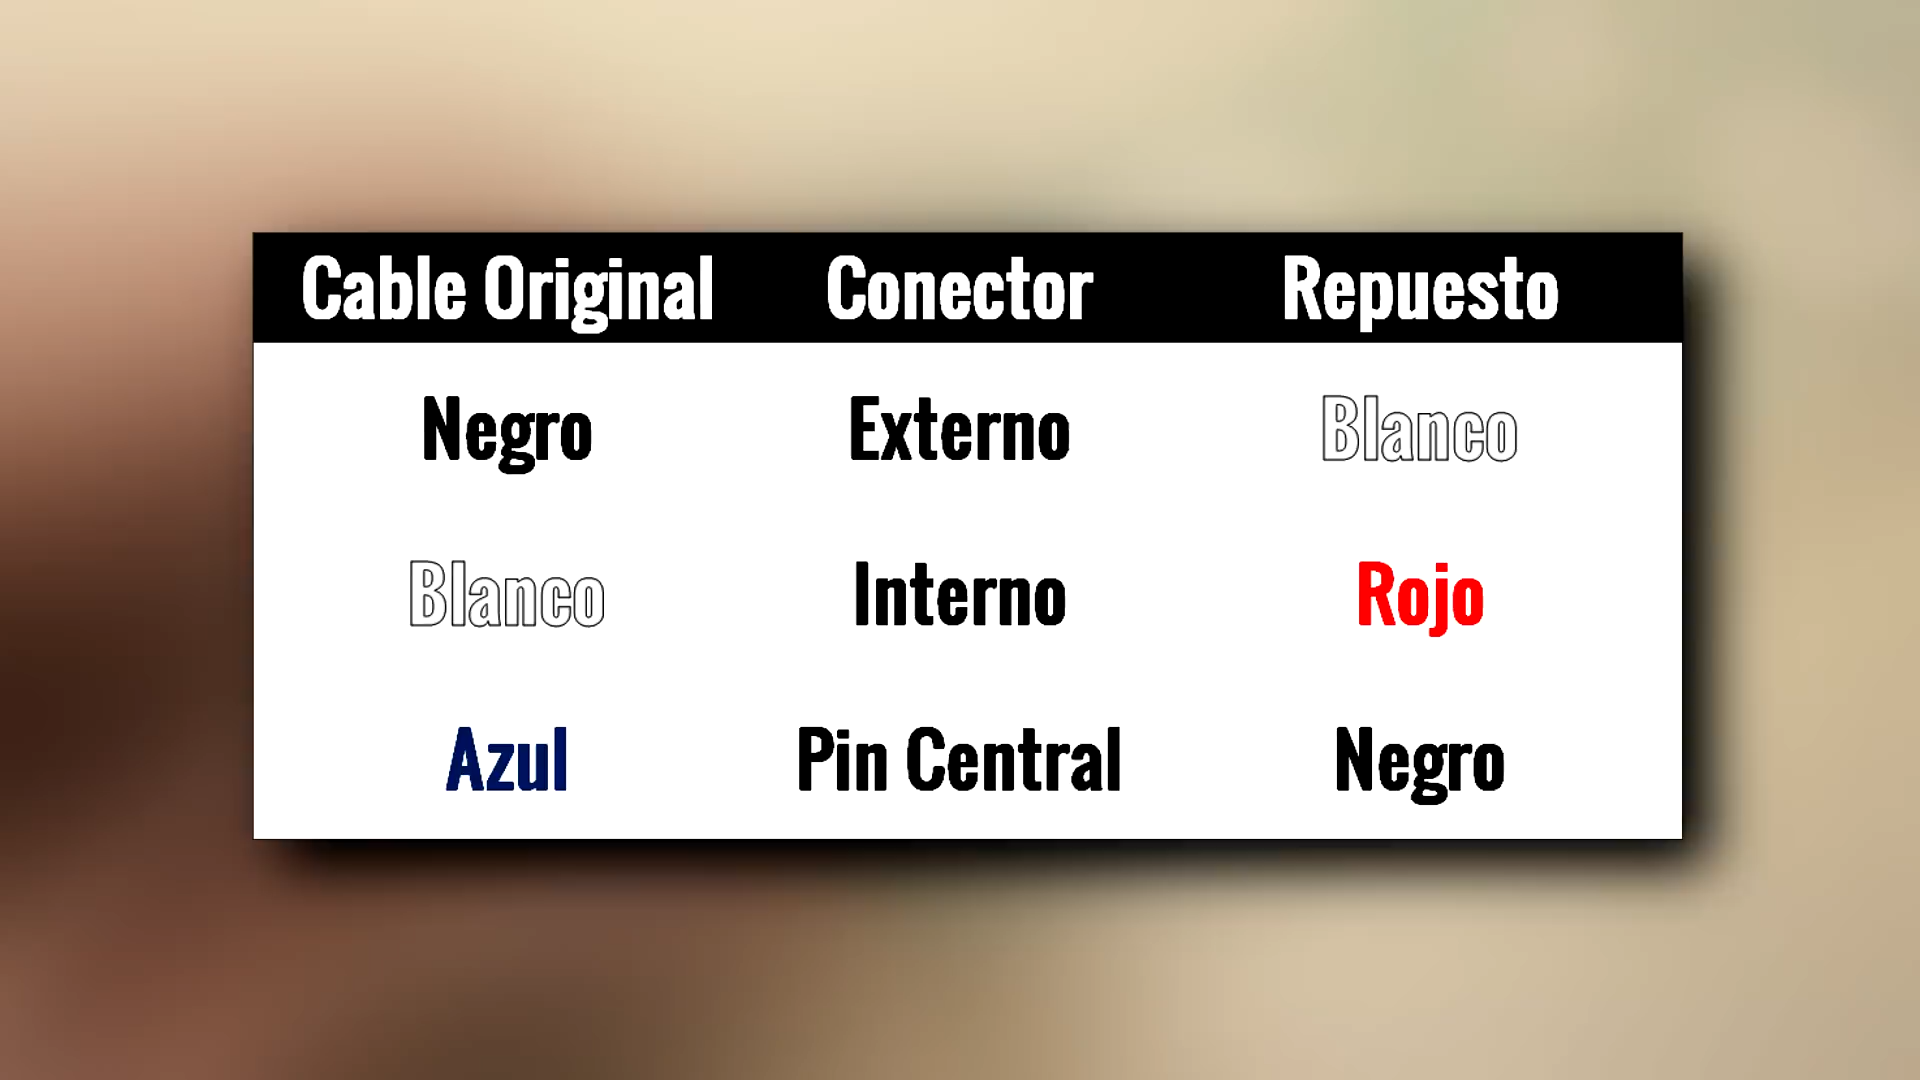 Cable Original Conector Repuesto
Negro Externo Blanco
Blanco Interno Rojo
Azul Pin Central Negro